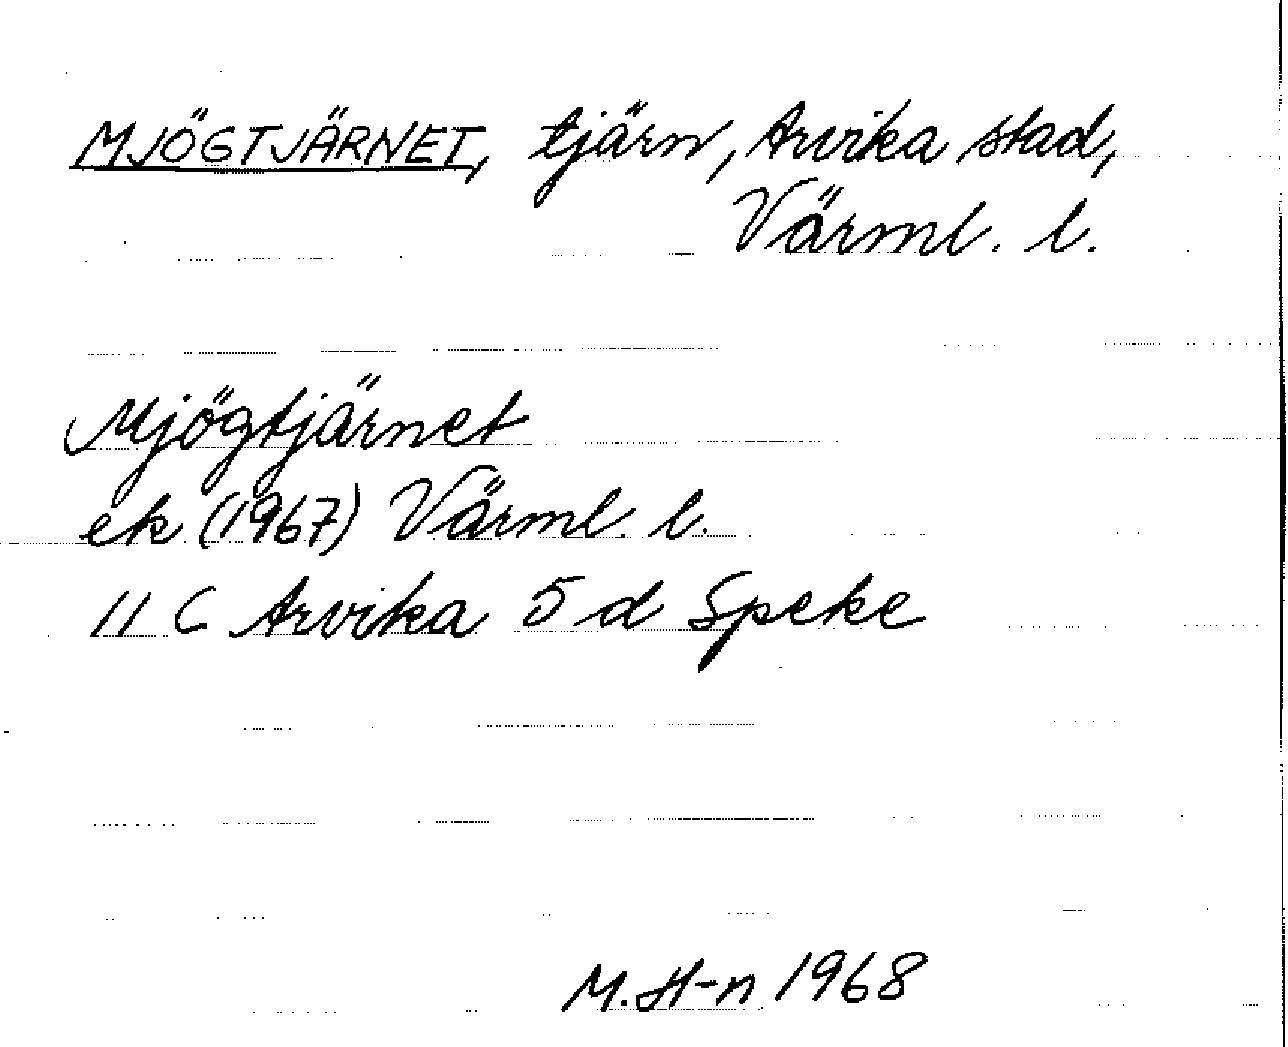 MJÖGTJÄRNET, tjärn, Arvika stad,
Värml. l.
Mjögtjärnet
ek (1967) Värml. l.
11 C Arvika 5 d Speke
M. H-n 1968